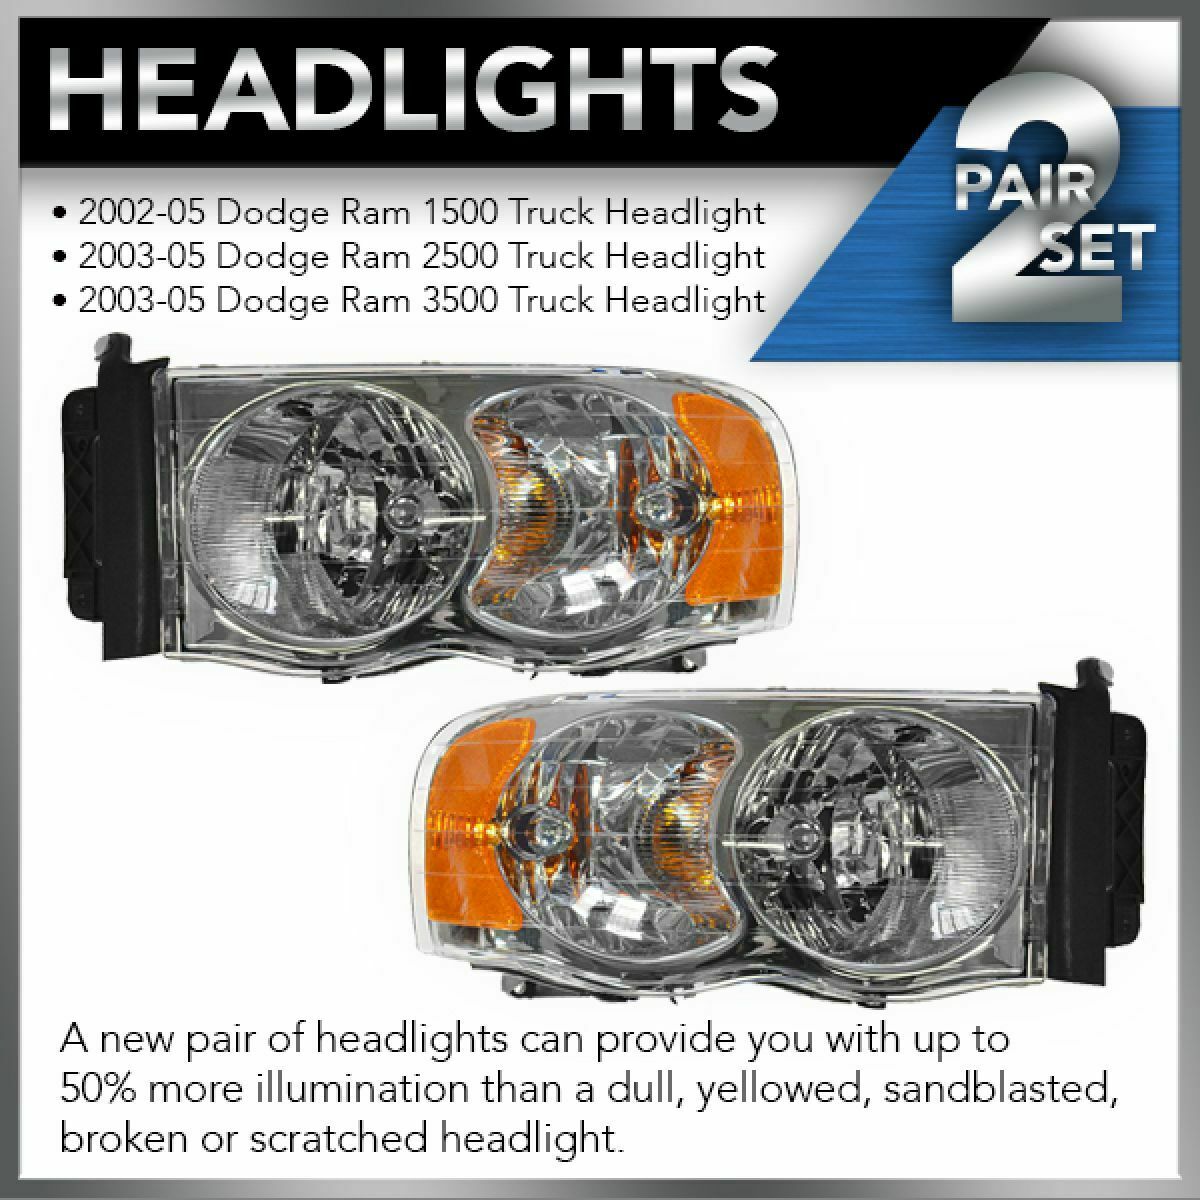 HEADLIGHTS
2
PAIR
SET
• 2002-05 Dodge Ram 1500 Truck Headlight
• 2003-05 Dodge Ram 2500 Truck Headlight
• 2003-05 Dodge Ram 3500 Truck Headlight
A new pair of headlights can provide you with up to
50% more illumination than a dull, yellowed, sandblasted,
broken or scratched headlight.